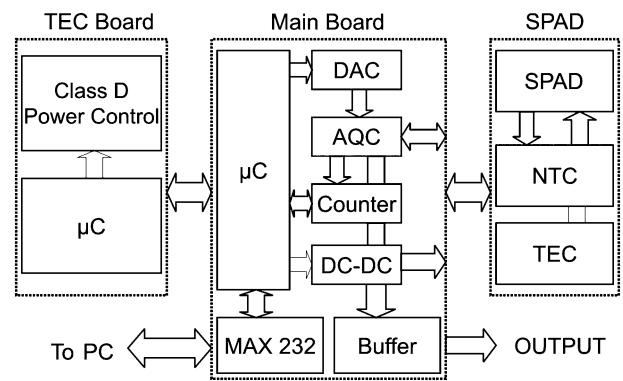 TEC Board
Main Board
SPAD
Class D
Power Control
µC
µC
DAC
AQC
Counter
DC-DC
MAX 232
Buffer
SPAD
NTC
TEC
To PC
OUTPUT